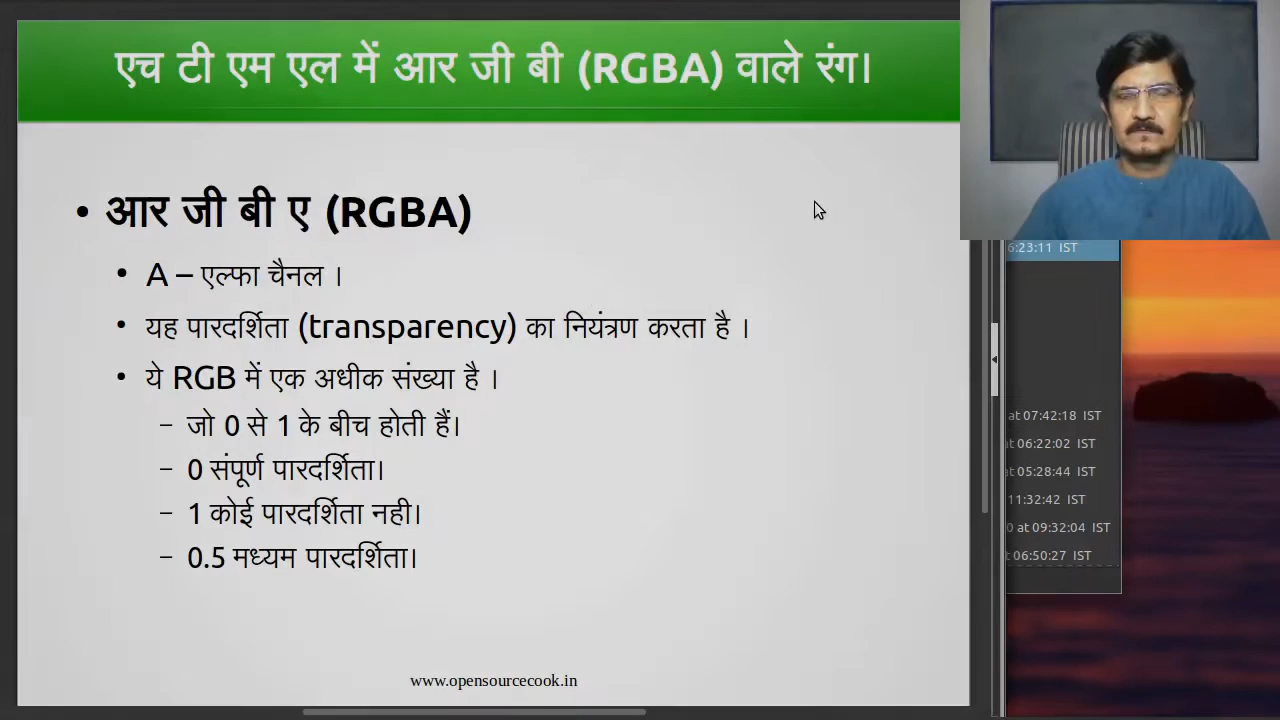 एच टी एम एल में आर जी बी (RGBA) वाले रंग।
• आर जी बी ए (RGBA)
• A – एल्फा चैनल ।
• यह पारदर्शिता (transparency) का नियंत्रण करता है ।
• ये RGB में एक अधीक संख्या है ।
– जो 0 से 1 के बीच होती हैं।
– 0 संपूर्ण पारदर्शिता।
– 1 कोई पारदर्शिता नही।
– 0.5 मध्यम पारदर्शिता।
www.opensourcecook.in
6:23:11 IST
at 07:42:18 IST
at 06:22:02 IST
at 05:28:44 IST
11:32:42 IST
0 at 09:32:04 IST
at 06:50:27 IST